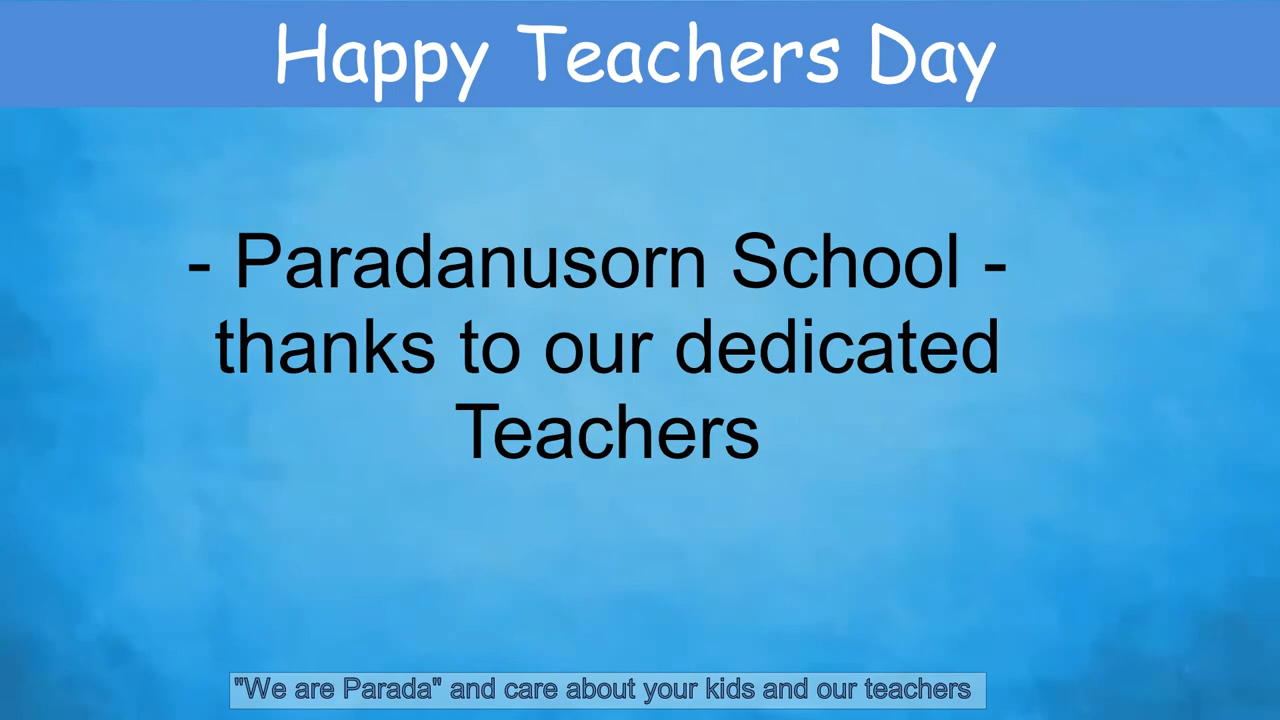 Happy Teachers Day
- Paradanusorn School -
thanks to our dedicated
Teachers
"We are Parada" and care about your kids and our teachers